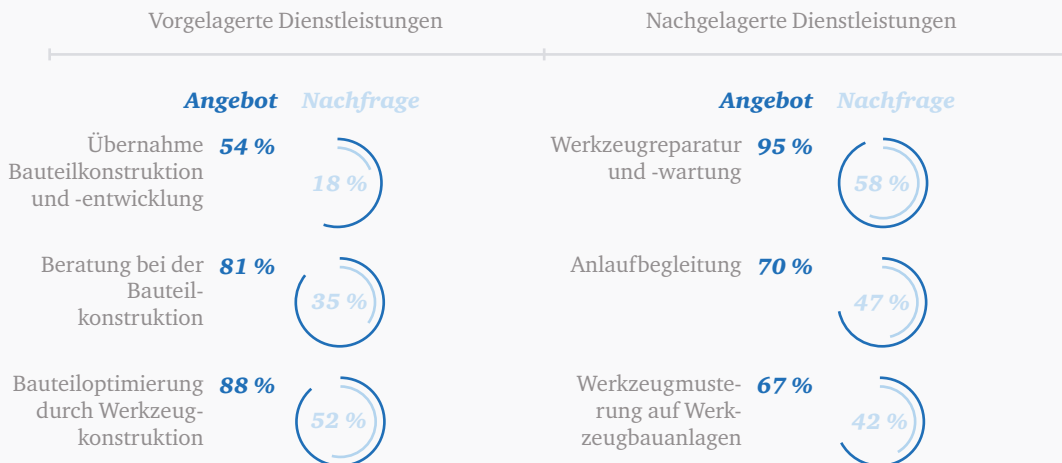 Vorgelagerte Dienstleistungen
Angebot Nachfrage
Übernahme
Bauteilkonstruktion
und -entwicklung
54 %
18 %
Beratung bei der
Bauteil-
konstruktion
81 %
35 %
Bauteiloptimierung
durch Werkzeug-
konstruktion
88 %
52 %
Nachgelagerte Dienstleistungen
Angebot Nachfrage
Werkzeugreparatur
und -wartung
95 %
58 %
Anlaufbegleitung
70 %
47 %
Werkzeugmuste-
rung auf Werk-
zeugbauanlagen
67 %
42 %